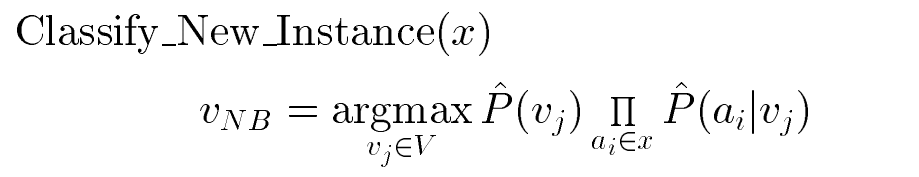 Classify_New_Instance(x)
v_{NB} = argmax_{v_j∈V} P̂(v_j) ∏_{a_i∈x} P̂(a_i|v_j)